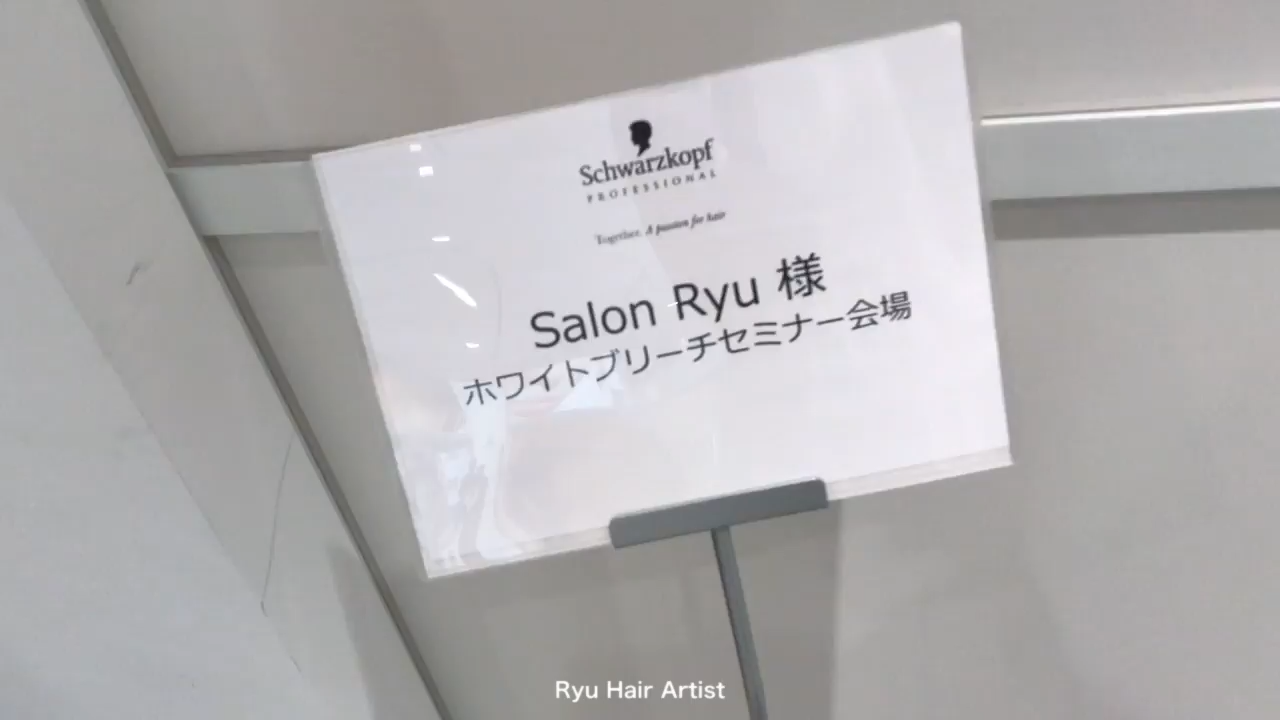 Schwarzkopf
PROFESSIONAL
Together. A passion for hair
Salon Ryu 様
ホワイトブリーチセミナー会場
Ryu Hair Artist